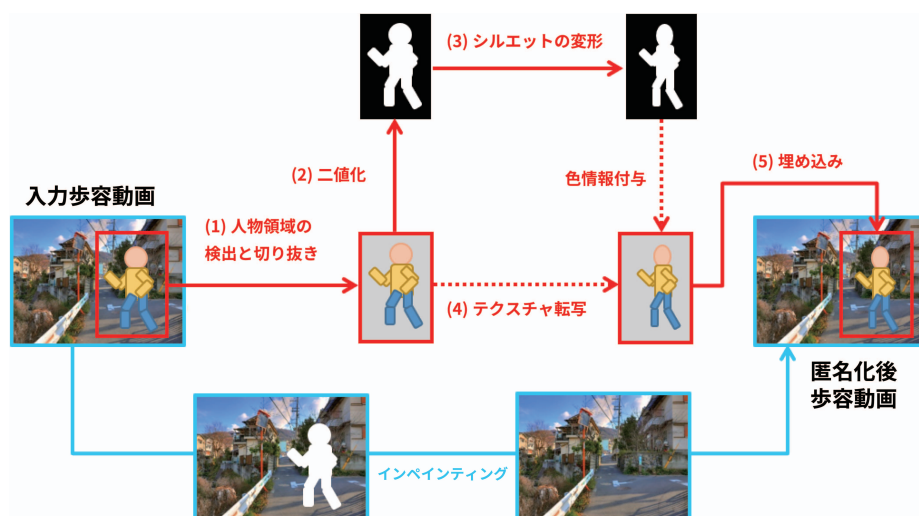 (3) シルエットの変形
(2) 二値化
色情報付与
(5) 埋め込み
入力歩容動画
(1) 人物領域の
検出と切り抜き
(4) テクスチャ転写
匿名化後
歩容動画
インペインティング